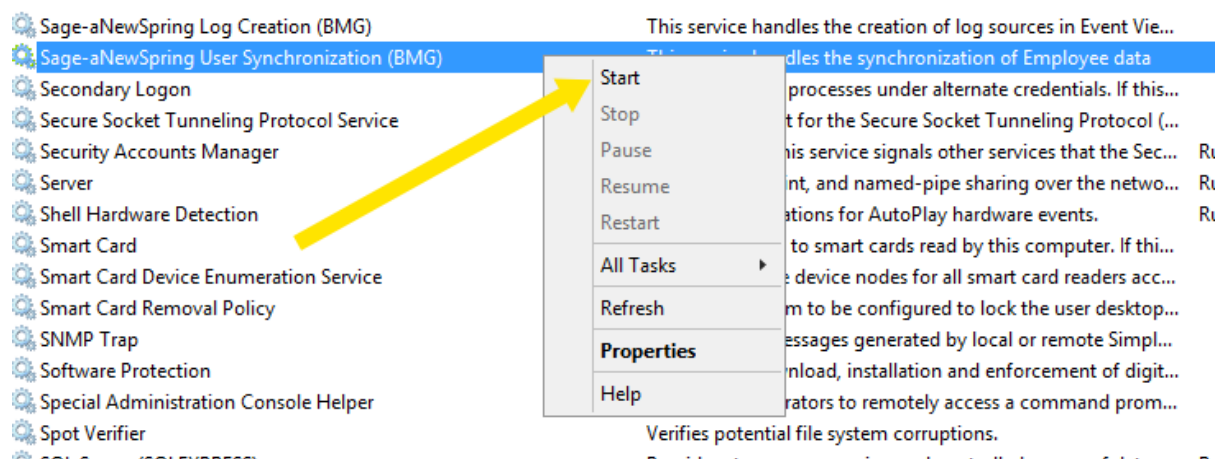 Sage-aNewSpring Log Creation (BMG) This service handles the creation of log sources in Event Vie...
Sage-aNewSpring User Synchronization (BMG) dles the synchronization of Employee data
Start
Secondary Logon processes under alternate credentials. If this...
Stop
Secure Socket Tunneling Protocol Service t for the Secure Socket Tunneling Protocol (...
Pause
Security Accounts Manager his service signals other services that the Sec... Ru
Resume
Server int, and named-pipe sharing over the netwo... Ru
Restart
Shell Hardware Detection ations for AutoPlay hardware events. Ru
Smart Card to smart cards read by this computer. If thi...
All Tasks
Smart Card Device Enumeration Service e device nodes for all smart card readers acc...
Refresh
Smart Card Removal Policy m to be configured to lock the user desktop...
SNMP Trap essages generated by local or remote Simpl...
Properties
Software Protection nload, installation and enforcement of digit...
Help
Special Administration Console Helper rators to remotely access a command prom...
Spot Verifier Verifies potential file system corruptions.